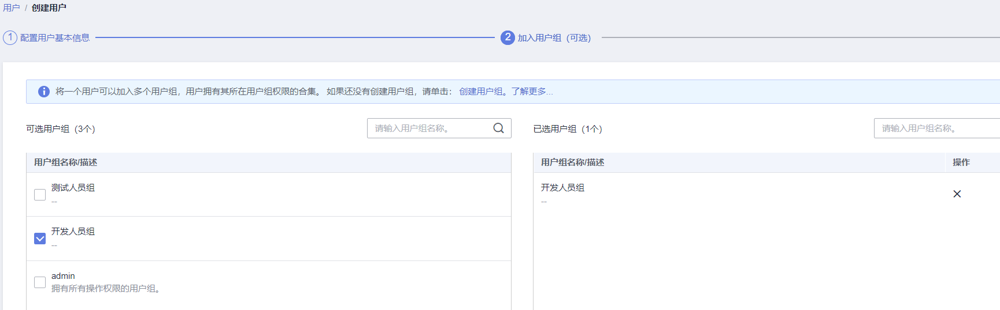 用户 / 创建用户
1 配置用户基本信息
2 加入用户组（可选）
将一个用户可以加入多个用户组，用户拥有其所在用户组权限的合集。 如果还没有创建用户组，请单击： 创建用户组。了解更多...
可选用户组（3个）
请输入用户组名称。
已选用户组（1个）
请输入用户组名称。
用户组名称/描述
用户组名称/描述
操作
测试人员组
--
开发人员组
--
开发人员组
--
admin
拥有所有操作权限的用户组。